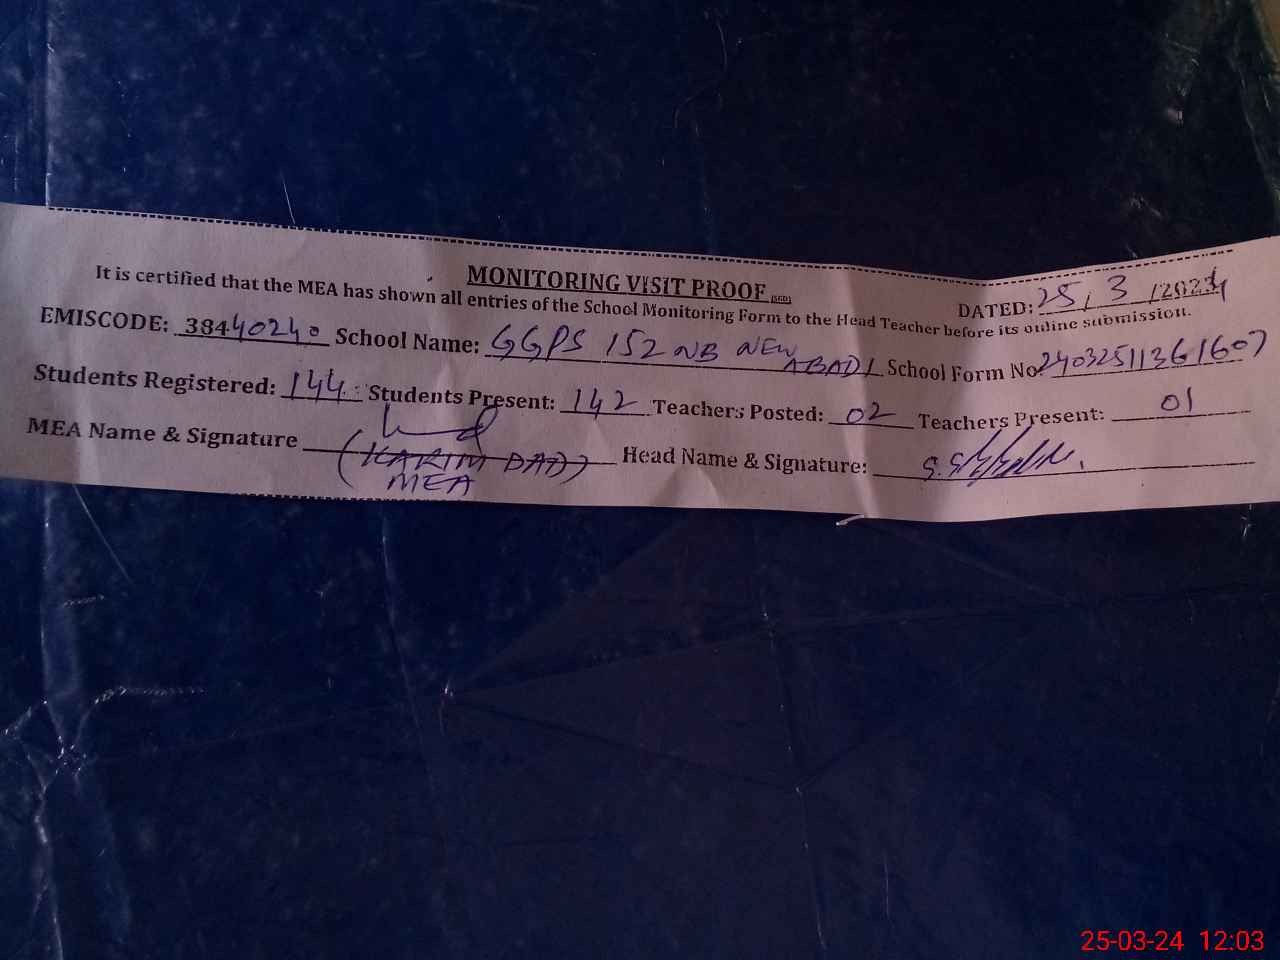 MONITORING VISIT PROOF (SGD)
DATED: 25/3/2024
It is certified that the MEA has shown all entries of the School Monitoring Form to the Head Teacher before its online submission.
EMISCODE: 38440240 School Name: GGPS 152 NB NEW ABADI School Form No. 24032511361607
Students Registered: 144 Students Present: 142 Teachers Posted: 02 Teachers Present: 01
MEA Name & Signature (KARIM DAD) Head Name & Signature:
MEA
25-03-24 12:03